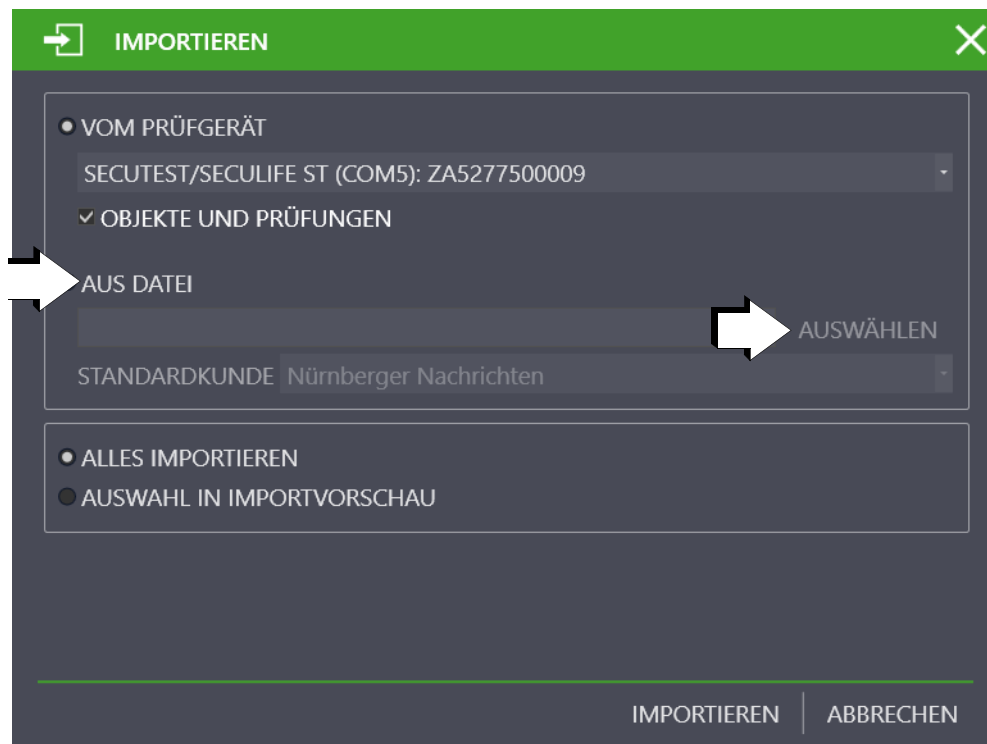 IMPORTIEREN
VOM PRÜFGERÄT
SECUTEST/SECULIFE ST (COM5): ZA5277500009
OBJEKTE UND PRÜFUNGEN
AUS DATEI
AUSWÄHLEN
STANDARDKUNDE Nürnberger Nachrichten
ALLES IMPORTIEREN
AUSWAHL IN IMPORTVORSCHAU
IMPORTIEREN ABBRECHEN